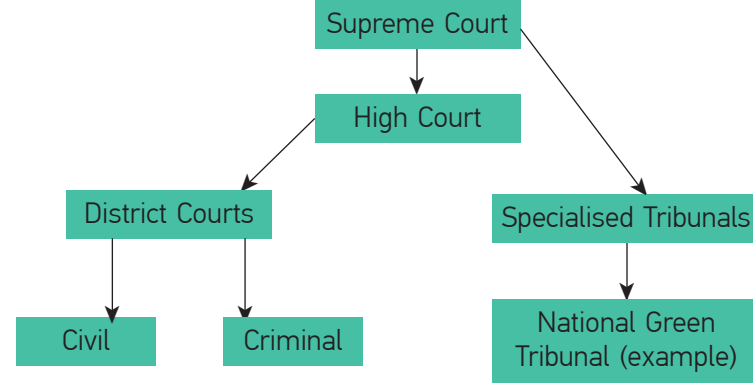 Supreme Court
High Court
District Courts
Specialised Tribunals
Civil
Criminal
National Green
Tribunal (example)